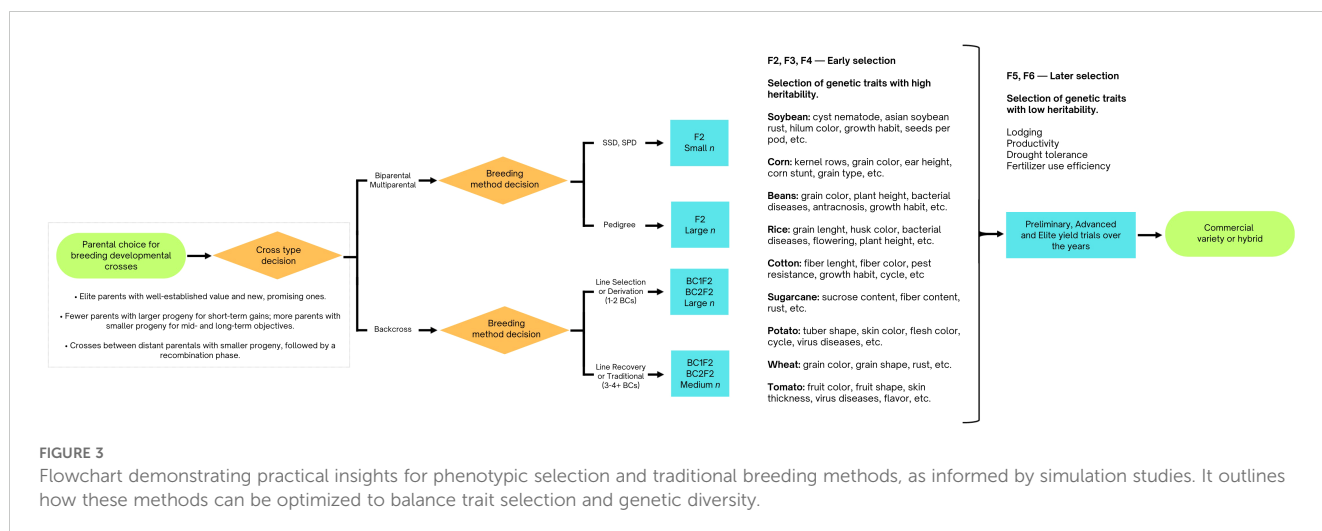 Parental choice for
breeding developmental
crosses
Cross type
decision
• Elite parents with well-established value and new, promising ones.
• Fewer parents with larger progeny for short-term gains; more parents with
smaller progeny for mid- and long-term objectives.
• Crosses between distant parentals with smaller progeny, followed by a
recombination phase.
Biparental
Multiparental
Breeding
method decision
SSD, SPD
F2
Small n
Pedigree
F2
Large n
Backcross
Breeding
method decision
Line Selection
or Derivation
(1-2 BCs)
BC1F2
BC2F2
Large n
Line Recovery
or Traditional
(3-4+ BCs)
BC1F2
BC2F2
Medium n
F2, F3, F4 — Early selection
Selection of genetic traits with high
heritability.
Soybean: cyst nematode, asian soybean
rust, hilum color, growth habit, seeds per
pod, etc.
Corn: kernel rows, grain color, ear height,
corn stunt, grain type, etc.
Beans: grain color, plant height, bacterial
diseases, antracnosis, growth habit, etc.
Rice: grain lenght, husk color, bacterial
diseases, flowering, plant height, etc.
Cotton: fiber lenght, fiber color, pest
resistance, growth habit, cycle, etc
Sugarcane: sucrose content, fiber content,
rust, etc.
Potato: tuber shape, skin color, flesh color,
cycle, virus diseases, etc.
Wheat: grain color, grain shape, rust, etc.
Tomato: fruit color, fruit shape, skin
thickness, virus diseases, flavor, etc.
F5, F6 — Later selection
Selection of genetic traits
with low heritability.
Lodging
Productivity
Drought tolerance
Fertilizer use efficiency
Preliminary, Advanced
and Elite yield trials over
the years
Commercial
variety or hybrid
FIGURE 3
Flowchart demonstrating practical insights for phenotypic selection and traditional breeding methods, as informed by simulation studies. It outlines
how these methods can be optimized to balance trait selection and genetic diversity.